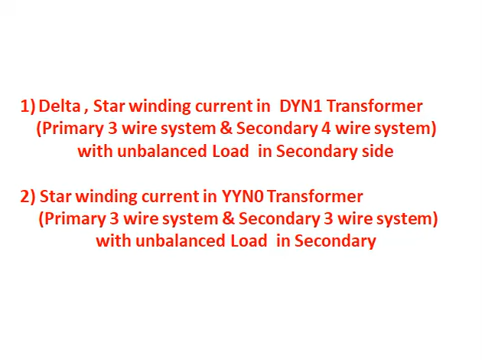 1) Delta , Star winding current in DYN1 Transformer
(Primary 3 wire system & Secondary 4 wire system)
with unbalanced Load in Secondary side
2) Star winding current in YYN0 Transformer
(Primary 3 wire system & Secondary 3 wire system)
with unbalanced Load in Secondary